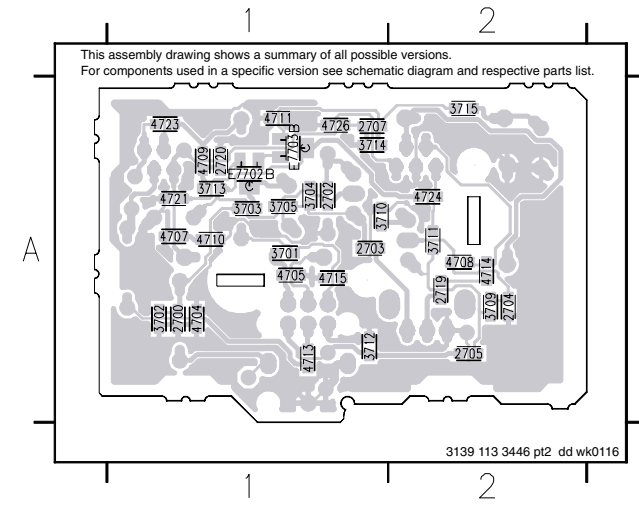 1 2
This assembly drawing shows a summary of all possible versions.
For components used in a specific version see schematic diagram and respective parts list.
3715
4711
4723 4726 2707
E7703B
C
3714
4709 2720
E7702B
C
3713
4721 3704 2702 4724
3703 3705 3710
4707 4710 3711
A
3701 2703
4705 4715 4708 4714
2719
3702 2700 4704 3709 2704
4713 3712 2705
3139 113 3446 pt2 dd wk0116
1 2